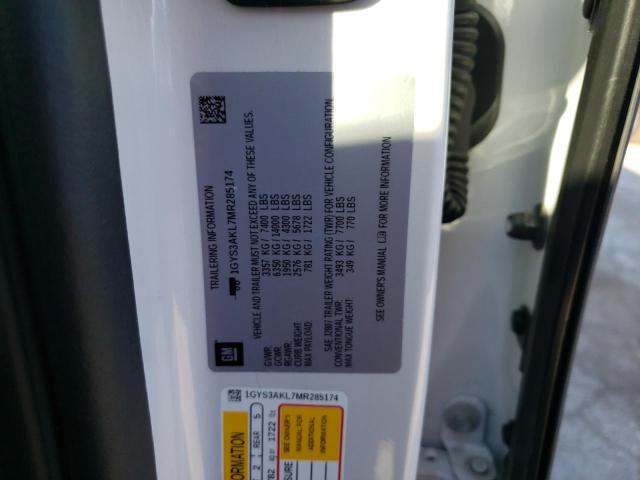 TRAILERING INFORMATION
1GYS3AKL7MR285174
VEHICLE AND TRAILER MUST NOT EXCEED ANY OF THESE VALUES.
GVWR: 3357 KG / 7400 LBS
GCWR: 6350 KG / 14000 LBS
RGAWR: 1950 KG / 4300 LBS
CURB WEIGHT: 2576 KG / 5678 LBS
MAX PAYLOAD: 781 KG / 1722 LBS
SAE J2807 TRAILER WEIGHT RATING (TWR) FOR VEHICLE CONFIGURATION
CONVENTIONAL TWR: 3493 KG / 7700 LBS
MAX TONGUE WEIGHT: 349 KG / 770 LBS
SEE OWNER'S MANUAL FOR MORE INFORMATION
GM
1GYS3AKL7MR285174
2 REAR 5
1722
SEE OWNER'S
MANUAL FOR
ADDITIONAL
INFORMATION